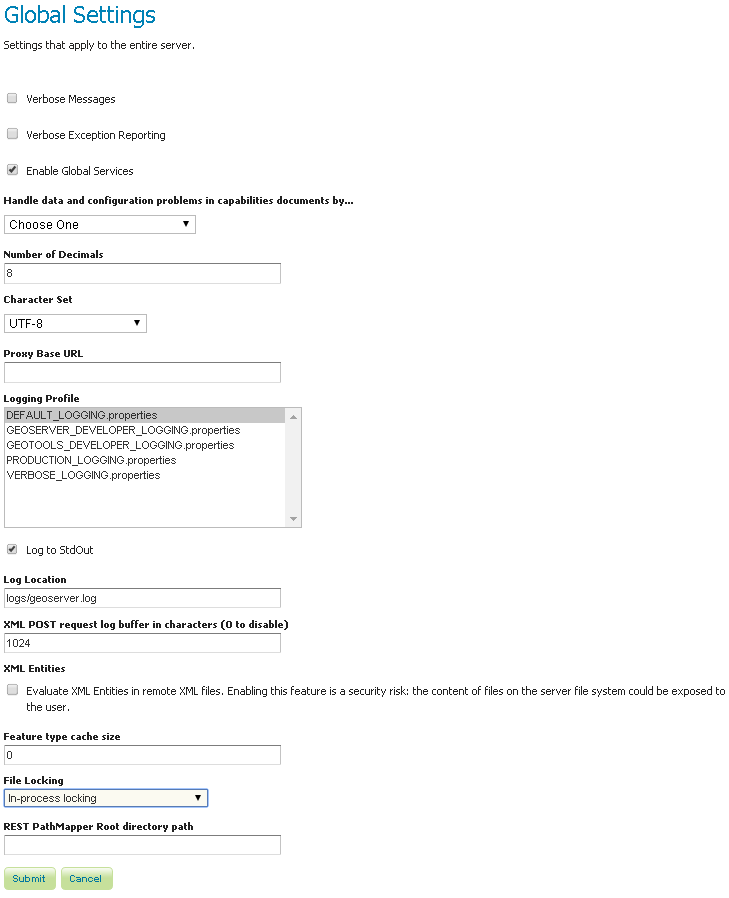 Global Settings
Settings that apply to the entire server.
Verbose Messages
Verbose Exception Reporting
Enable Global Services
Handle data and configuration problems in capabilities documents by...
Choose One
Number of Decimals
8
Character Set
UTF-8
Proxy Base URL
Logging Profile
DEFAULT_LOGGING.properties
GEOSERVER_DEVELOPER_LOGGING.properties
GEOTOOLS_DEVELOPER_LOGGING.properties
PRODUCTION_LOGGING.properties
VERBOSE_LOGGING.properties
Log to StdOut
Log Location
logs/geoserver.log
XML POST request log buffer in characters (0 to disable)
1024
XML Entities
Evaluate XML Entities in remote XML files. Enabling this feature is a security risk: the content of files on the server file system could be exposed to
the user.
Feature type cache size
0
File Locking
In-process locking
REST PathMapper Root directory path
Submit Cancel